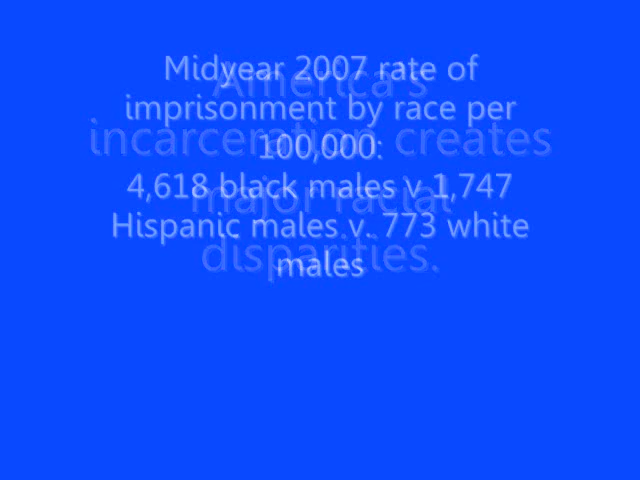 Midyear 2007 rate of
imprisonment by race per
100,000:
4,618 black males v 1,747
Hispanic males v. 773 white
males
America's
incarceration creates
major racial
disparities.